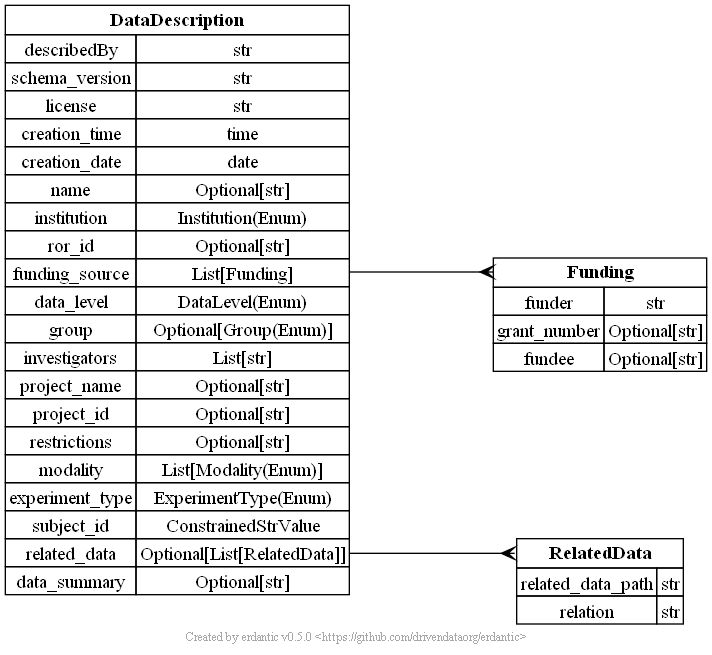 DataDescription
describedBy str
schema_version str
license str
creation_time time
creation_date date
name Optional[str]
institution Institution(Enum)
ror_id Optional[str]
funding_source List[Funding]
data_level DataLevel(Enum)
group Optional[Group(Enum)]
investigators List[str]
project_name Optional[str]
project_id Optional[str]
restrictions Optional[str]
modality List[Modality(Enum)]
experiment_type ExperimentType(Enum)
subject_id ConstrainedStrValue
related_data Optional[List[RelatedData]]
data_summary Optional[str]
Funding
funder str
grant_number Optional[str]
fundee Optional[str]
RelatedData
related_data_path str
relation str
Created by erdantic v0.5.0 <https://github.com/drivendataorg/erdantic>